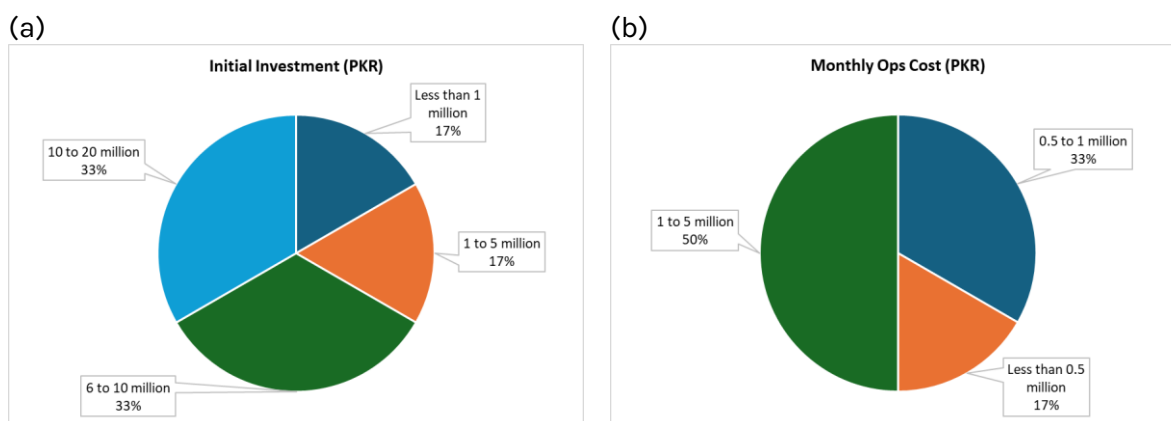 (a)
Initial Investment (PKR)
Less than 1
million
17%
10 to 20 million
33%
1 to 5 million
17%
6 to 10 million
33%
(b)
Monthly Ops Cost (PKR)
0.5 to 1 million
33%
1 to 5 million
50%
Less than 0.5
million
17%